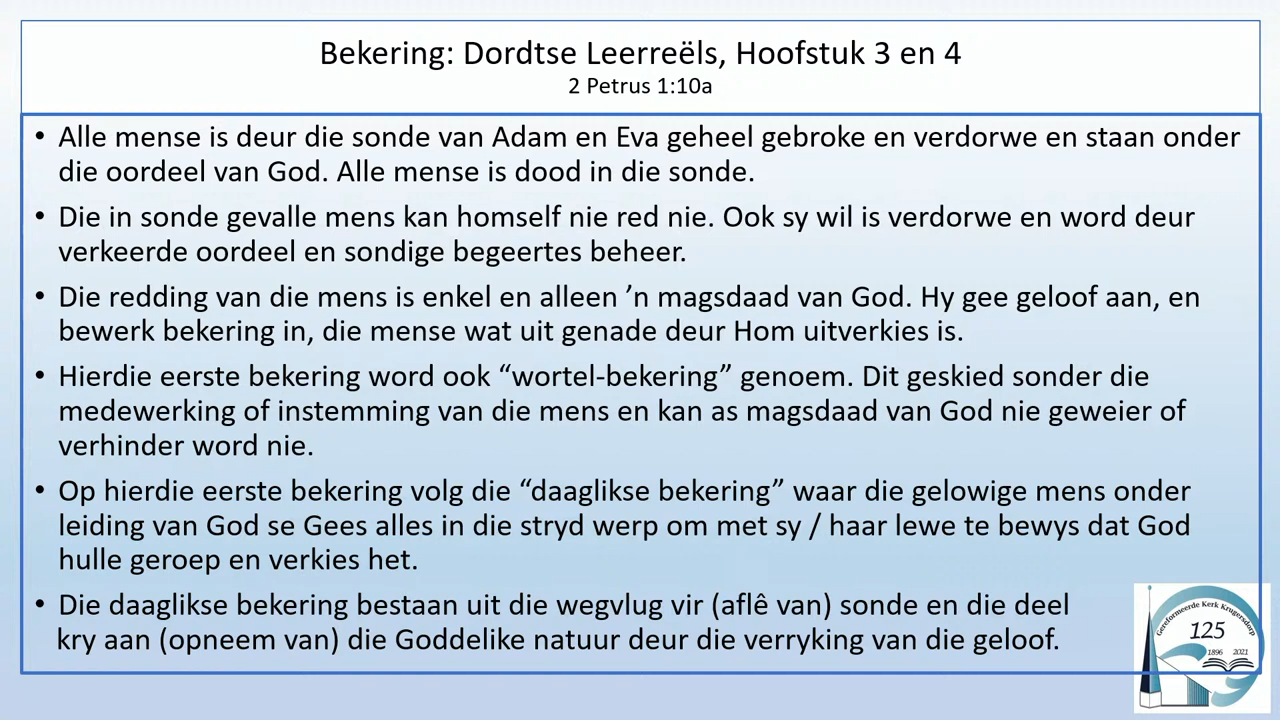 Bekering: Dordtse Leerreëls, Hoofstuk 3 en 4
2 Petrus 1:10a
• Alle mense is deur die sonde van Adam en Eva geheel gebroke en verdorwe en staan onder
die oordeel van God. Alle mense is dood in die sonde.
• Die in sonde gevalle mens kan homself nie red nie. Ook sy wil is verdorwe en word deur
verkeerde oordeel en sondige begeertes beheer.
• Die redding van die mens is enkel en alleen ’n magsdaad van God. Hy gee geloof aan, en
bewerk bekering in, die mense wat uit genade deur Hom uitverkies is.
• Hierdie eerste bekering word ook “wortel-bekering” genoem. Dit geskied sonder die
medewerking of instemming van die mens en kan as magsdaad van God nie geweier of
verhinder word nie.
• Op hierdie eerste bekering volg die “daaglikse bekering” waar die gelowige mens onder
leiding van God se Gees alles in die stryd werp om met sy / haar lewe te bewys dat God
hulle geroep en verkies het.
• Die daaglikse bekering bestaan uit die wegvlug vir (aflê van) sonde en die deel
kry aan (opneem van) die Goddelike natuur deur die verryking van die geloof.
Gereformeerde Kerk Krugersdorp
125
1896 2021